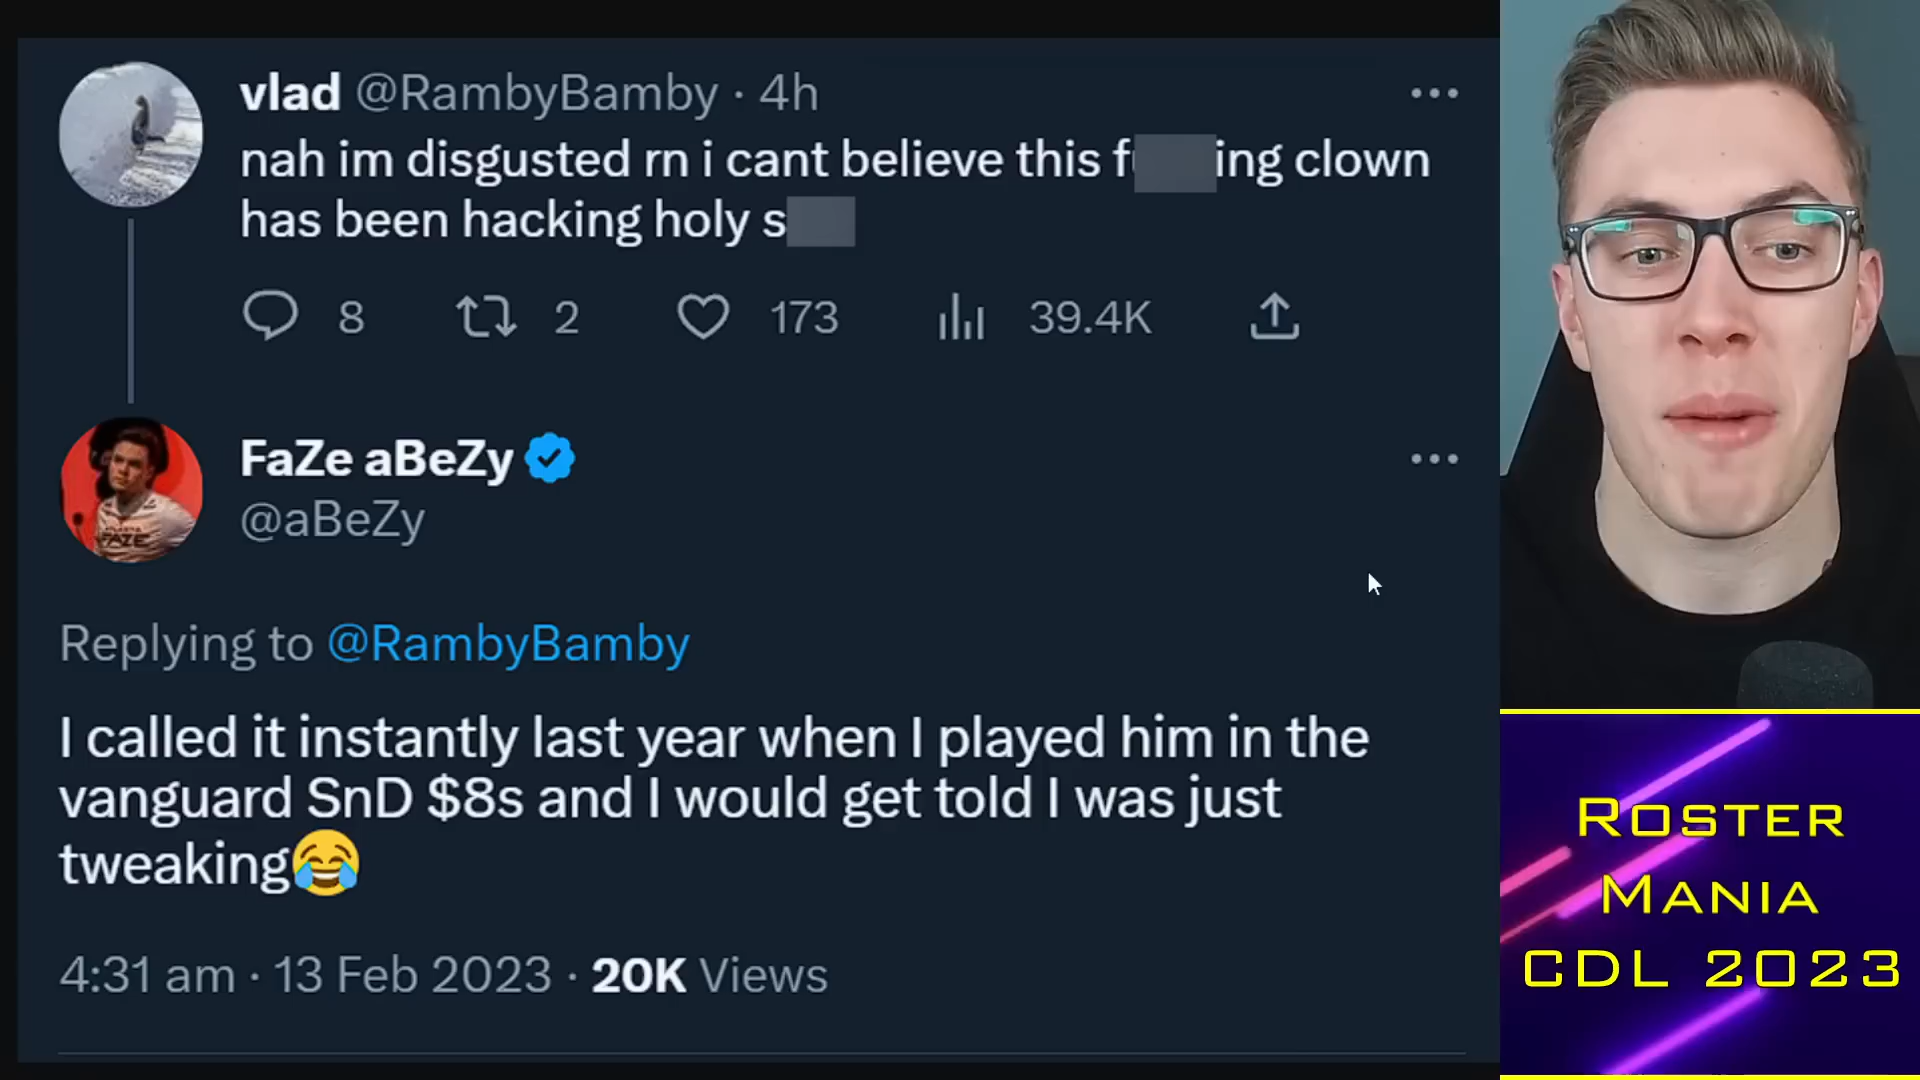 vlad @RambyBamby · 4h
nah im disgusted rn i cant believe this f ing clown
has been hacking holy s
8 2 173 39.4K
FaZe aBeZy
@aBeZy
Replying to @RambyBamby
I called it instantly last year when I played him in the
vanguard SnD $8s and I would get told I was just
tweaking😂
4:31 am · 13 Feb 2023 · 20K Views
Roster
Mania
CDL 2023